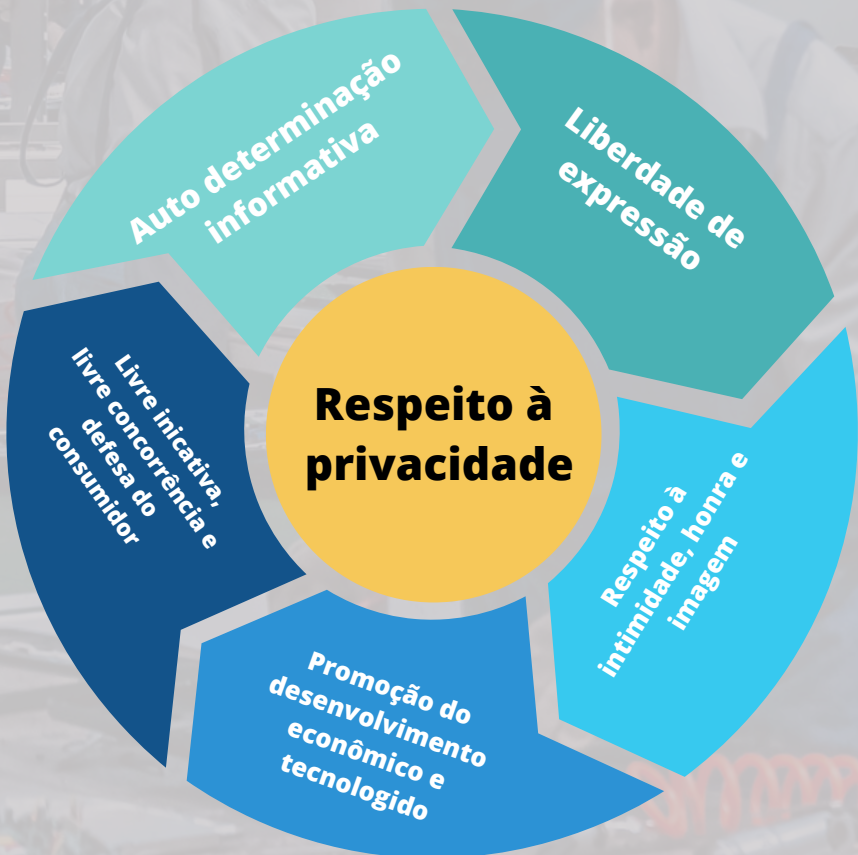 Auto determinação
informativa
Liberdade de
expressão
Respeito à
intimidade, honra e
imagem
Promoção do
desenvolvimento
econômico e
tecnologido
Livre inicativa,
livre concorrência e
defesa do
consumidor
Respeito à
privacidade